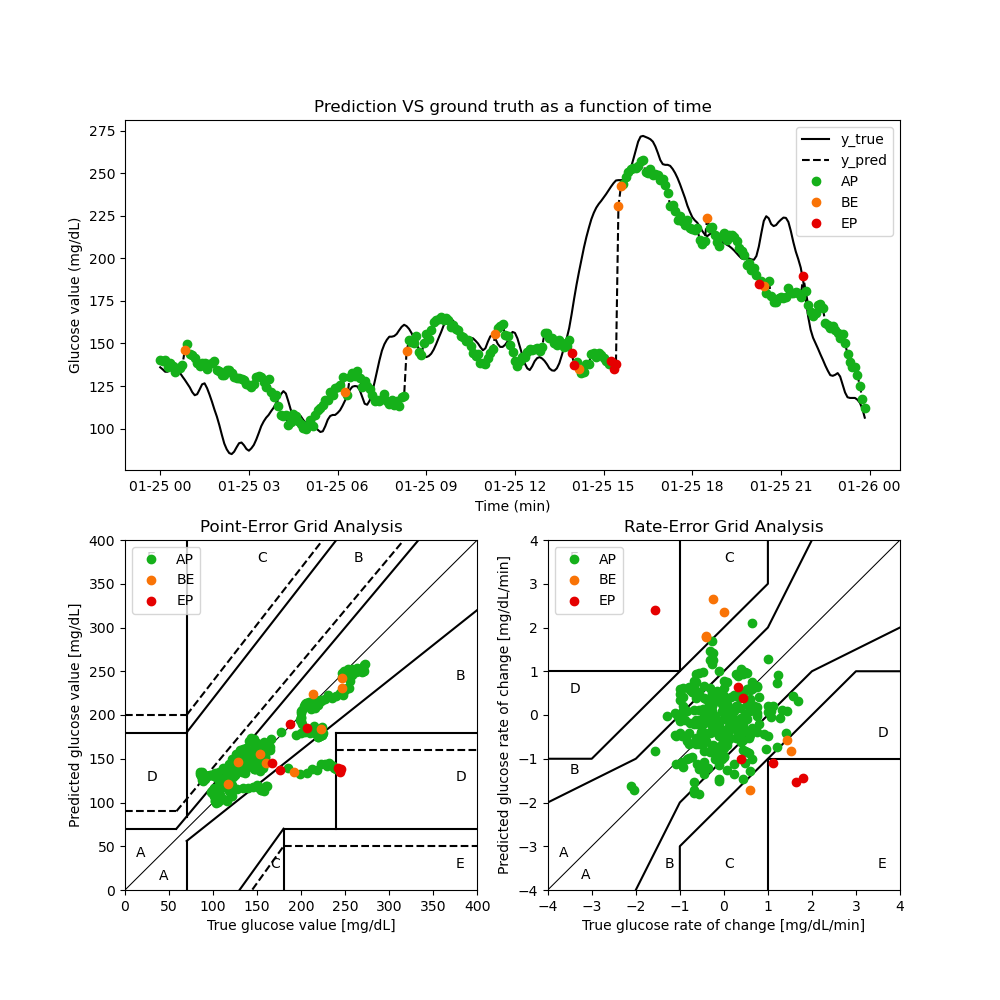 Prediction VS ground truth as a function of time
Glucose value (mg/dL)
275
250
225
200
175
150
125
100
y_true
y_pred
AP
BE
EP
01-25 00 01-25 03 01-25 06 01-25 09 01-25 12 01-25 15 01-25 18 01-25 21 01-26 00
Time (min)
Point-Error Grid Analysis
Predicted glucose value [mg/dL]
400
350
300
250
200
150
100
50
0
AP
BE
EP
C
B
B
D
D
A
A
C
E
0 50 100 150 200 250 300 350 400
True glucose value [mg/dL]
Rate-Error Grid Analysis
Predicted glucose rate of change [mg/dL/min]
4
3
2
1
0
−1
−2
−3
−4
AP
BE
EP
C
D
D
B
A
A
B
C
E
−4 −3 −2 −1 0 1 2 3 4
True glucose rate of change [mg/dL/min]